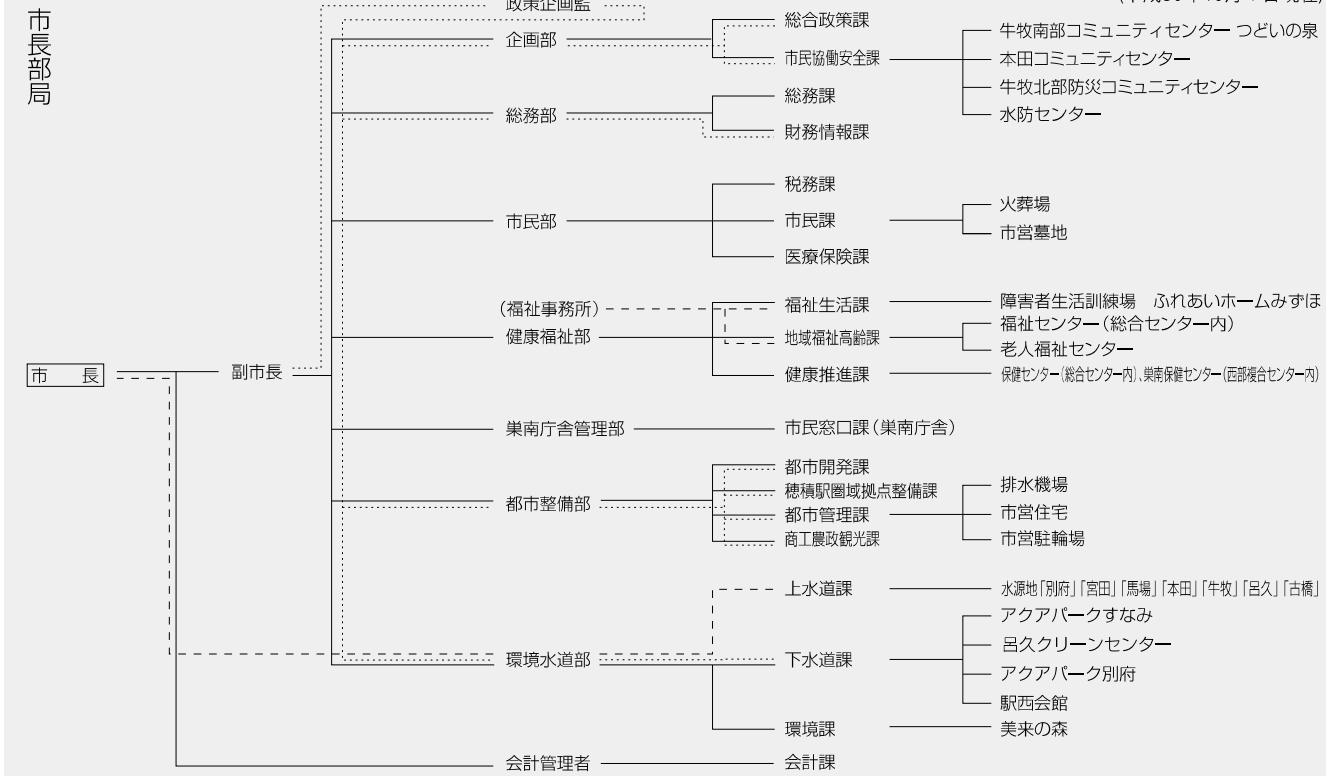 市長部局
政策企画監
企画部
総合政策課
市民協働安全課
牛牧南部コミュニティセンター つどいの泉
本田コミュニティセンター
牛牧北部防災コミュニティセンター
水防センター
総務部
総務課
財務情報課
市民部
税務課
市民課
火葬場
市営墓地
医療保険課
(福祉事務所)
健康福祉部
福祉生活課
障害者生活訓練場 ふれあいホームみずほ
地域福祉高齢課
福祉センター(総合センター内)
老人福祉センター
健康推進課
保健センター(総合センター内)、巣南保健センター(西部複合センター内)
市 長
副市長
巣南庁舎管理部
市民窓口課(巣南庁舎)
都市整備部
都市開発課
穂積駅圏域拠点整備課
都市管理課
商工農政観光課
排水機場
市営住宅
市営駐輪場
環境水道部
上水道課
水源地「別府」「宮田」「馬場」「本田」「牛牧」「呂久」「古橋」
下水道課
アクアパークすなみ
呂久クリーンセンター
アクアパーク別府
駅西会館
環境課
美来の森
会計管理者
会計課